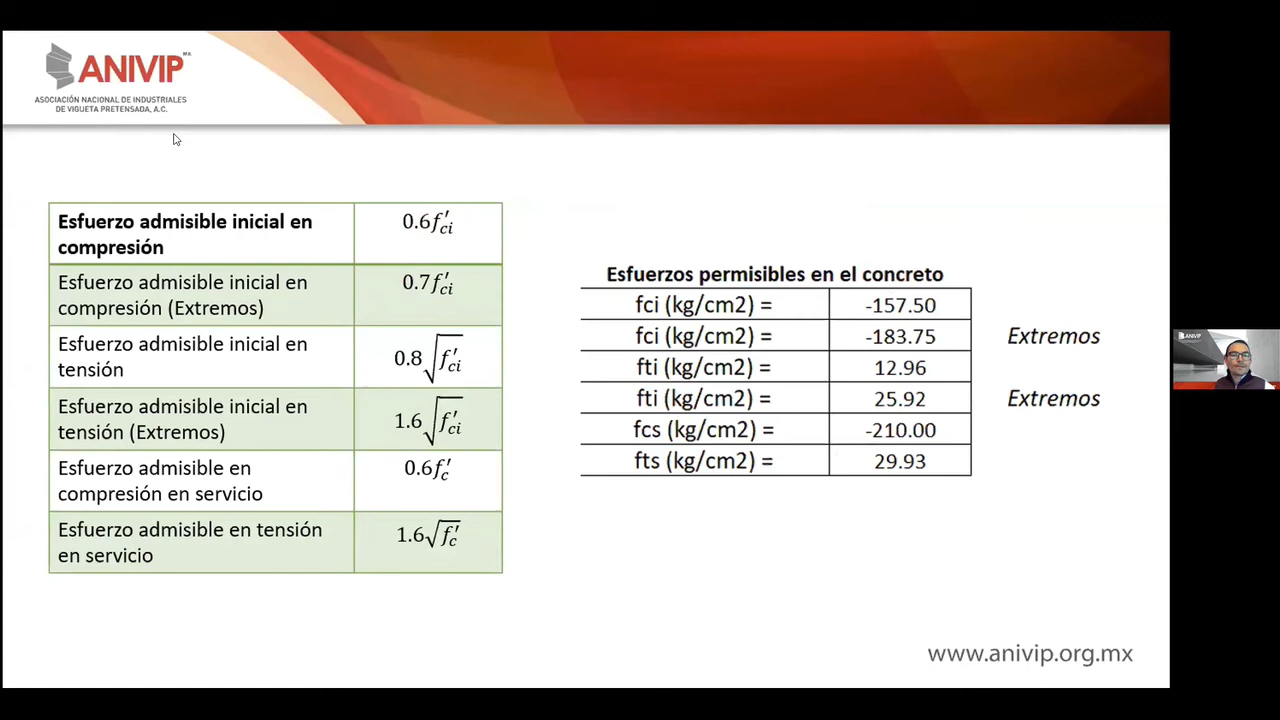 ANIVIP
MR
ASOCIACIÓN NACIONAL DE INDUSTRIALES
DE VIGUETA PRETENSADA, A.C.
Esfuerzo admisible inicial en
compresión
0.6f'ci
Esfuerzo admisible inicial en
compresión (Extremos)
0.7f'ci
Esfuerzo admisible inicial en
tensión
0.8√f'ci
Esfuerzo admisible inicial en
tensión (Extremos)
1.6√f'ci
Esfuerzo admisible en
compresión en servicio
0.6f'c
Esfuerzo admisible en tensión
en servicio
1.6√f'c
Esfuerzos permisibles en el concreto
fci (kg/cm2) = -157.50
fci (kg/cm2) = -183.75 Extremos
fti (kg/cm2) = 12.96
fti (kg/cm2) = 25.92 Extremos
fcs (kg/cm2) = -210.00
fts (kg/cm2) = 29.93
www.anivip.org.mx
ANIVIP